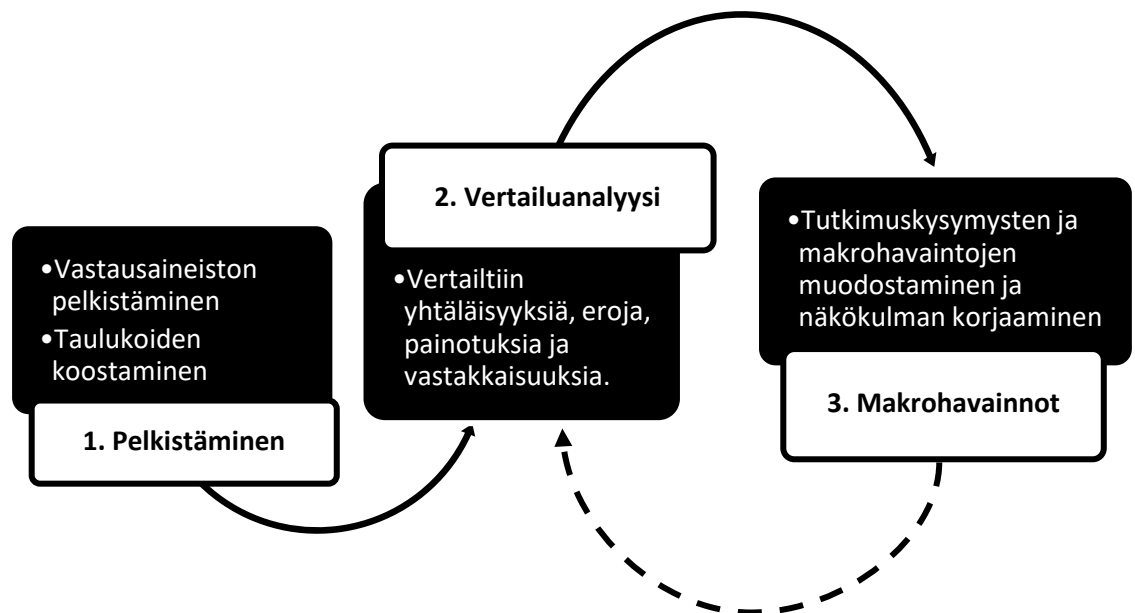 •Vastausaineiston
pelkistäminen
•Taulukoiden
koostaminen
1. Pelkistäminen
2. Vertailuanalyysi
•Vertailtiin
yhtäläisyyksiä, eroja,
painotuksia ja
vastakkaisuuksia.
•Tutkimuskysymysten ja
makrohavaintojen
muodostaminen ja
näkökulman korjaaminen
3. Makrohavainnot